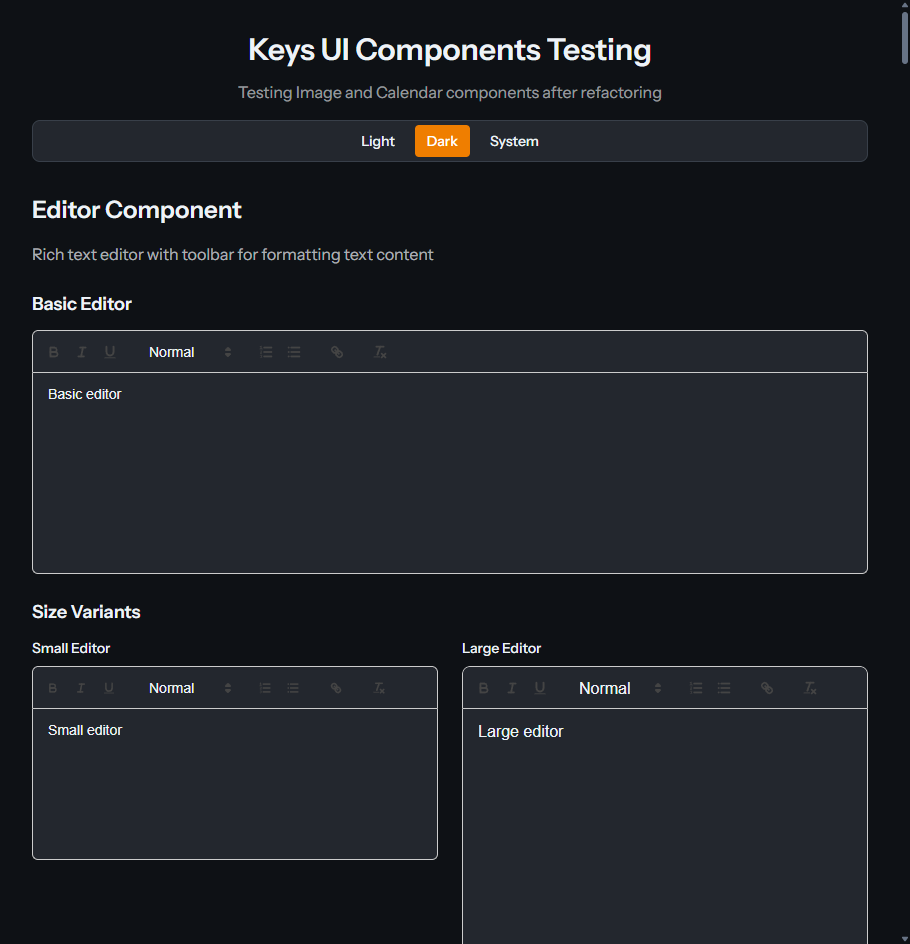 Keys UI Components Testing
Testing Image and Calendar components after refactoring
Light Dark System
Editor Component
Rich text editor with toolbar for formatting text content
Basic Editor
B I U Normal
Basic editor
Size Variants
Small Editor
B I U Normal
Small editor
Large Editor
B I U Normal
Large editor